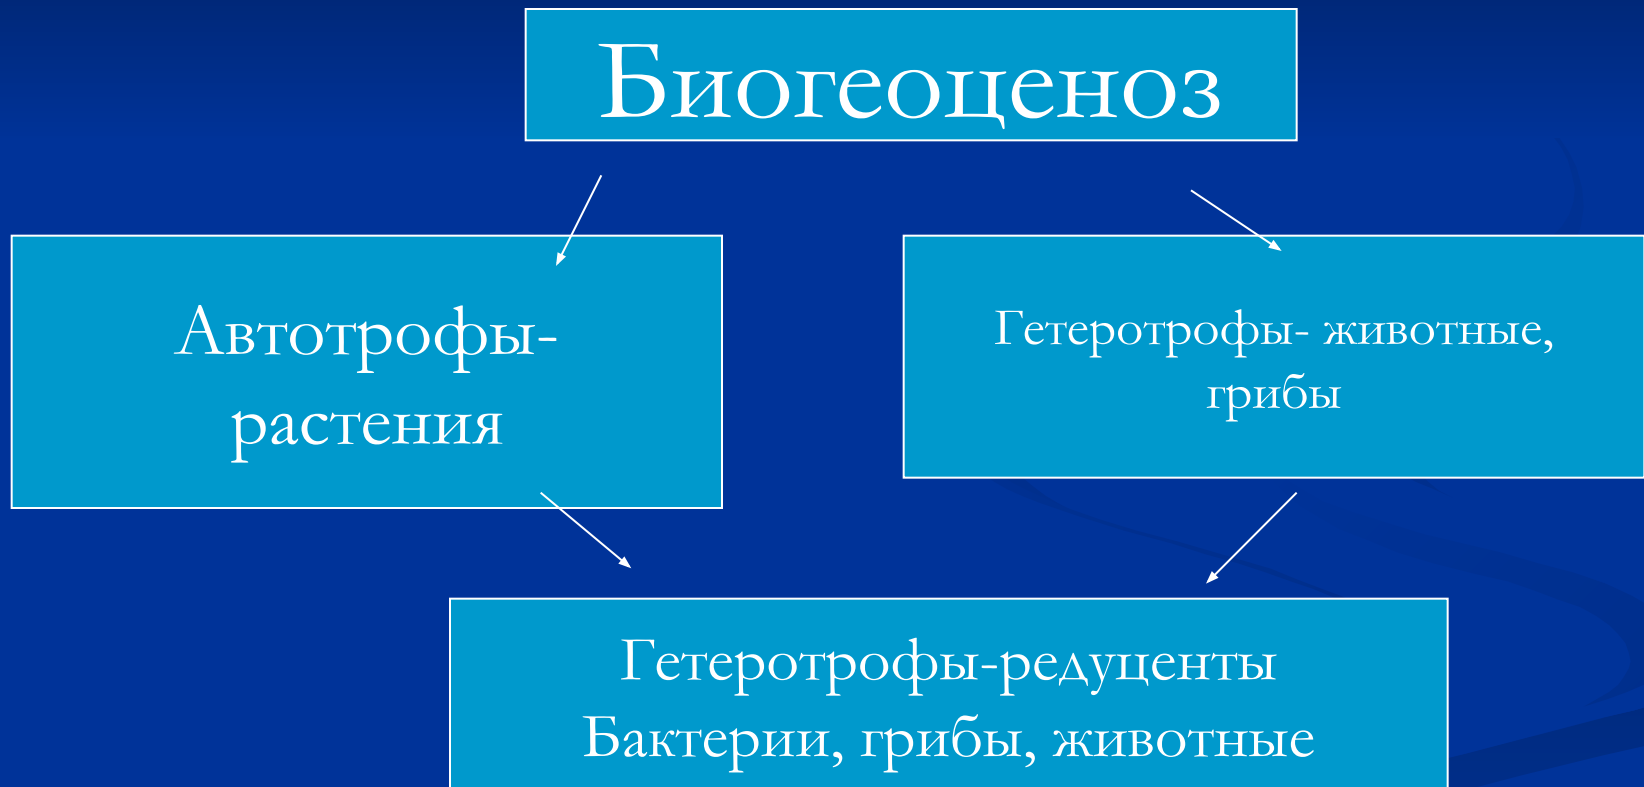 Биогеоценоз
Автотрофы-
растения
Гетеротрофы- животные,
грибы
Гетеротрофы-редуценты
Бактерии, грибы, животные